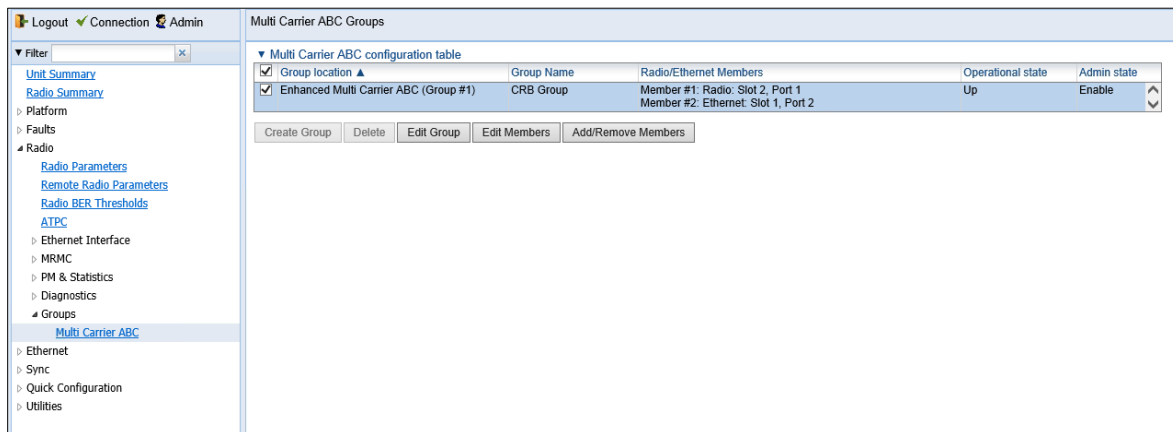 Logout Connection Admin
Filter
Unit Summary
Radio Summary
Platform
Faults
Radio
Radio Parameters
Remote Radio Parameters
Radio BER Thresholds
ATPC
Ethernet Interface
MRMC
PM & Statistics
Diagnostics
Groups
Multi Carrier ABC
Ethernet
Sync
Quick Configuration
Utilities
Multi Carrier ABC Groups
Multi Carrier ABC configuration table
Group location ▲ Group Name Radio/Ethernet Members Operational state Admin state
Enhanced Multi Carrier ABC (Group #1) CRB Group Member #1: Radio: Slot 2, Port 1 Up Enable
Member #2: Ethernet: Slot 1, Port 2
Create Group Delete Edit Group Edit Members Add/Remove Members